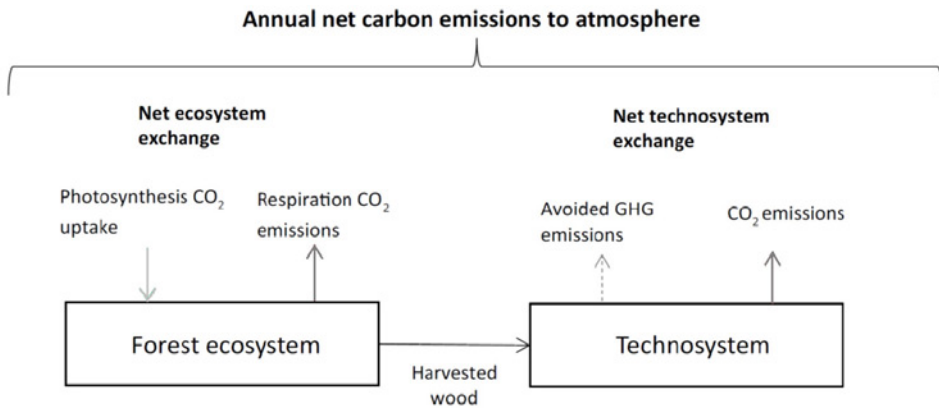 Annual net carbon emissions to atmosphere
Net ecosystem
exchange
Net technosystem
exchange
Photosynthesis CO₂
uptake
Respiration CO₂
emissions
Avoided GHG
emissions
CO₂ emissions
Forest ecosystem
Technosystem
Harvested
wood